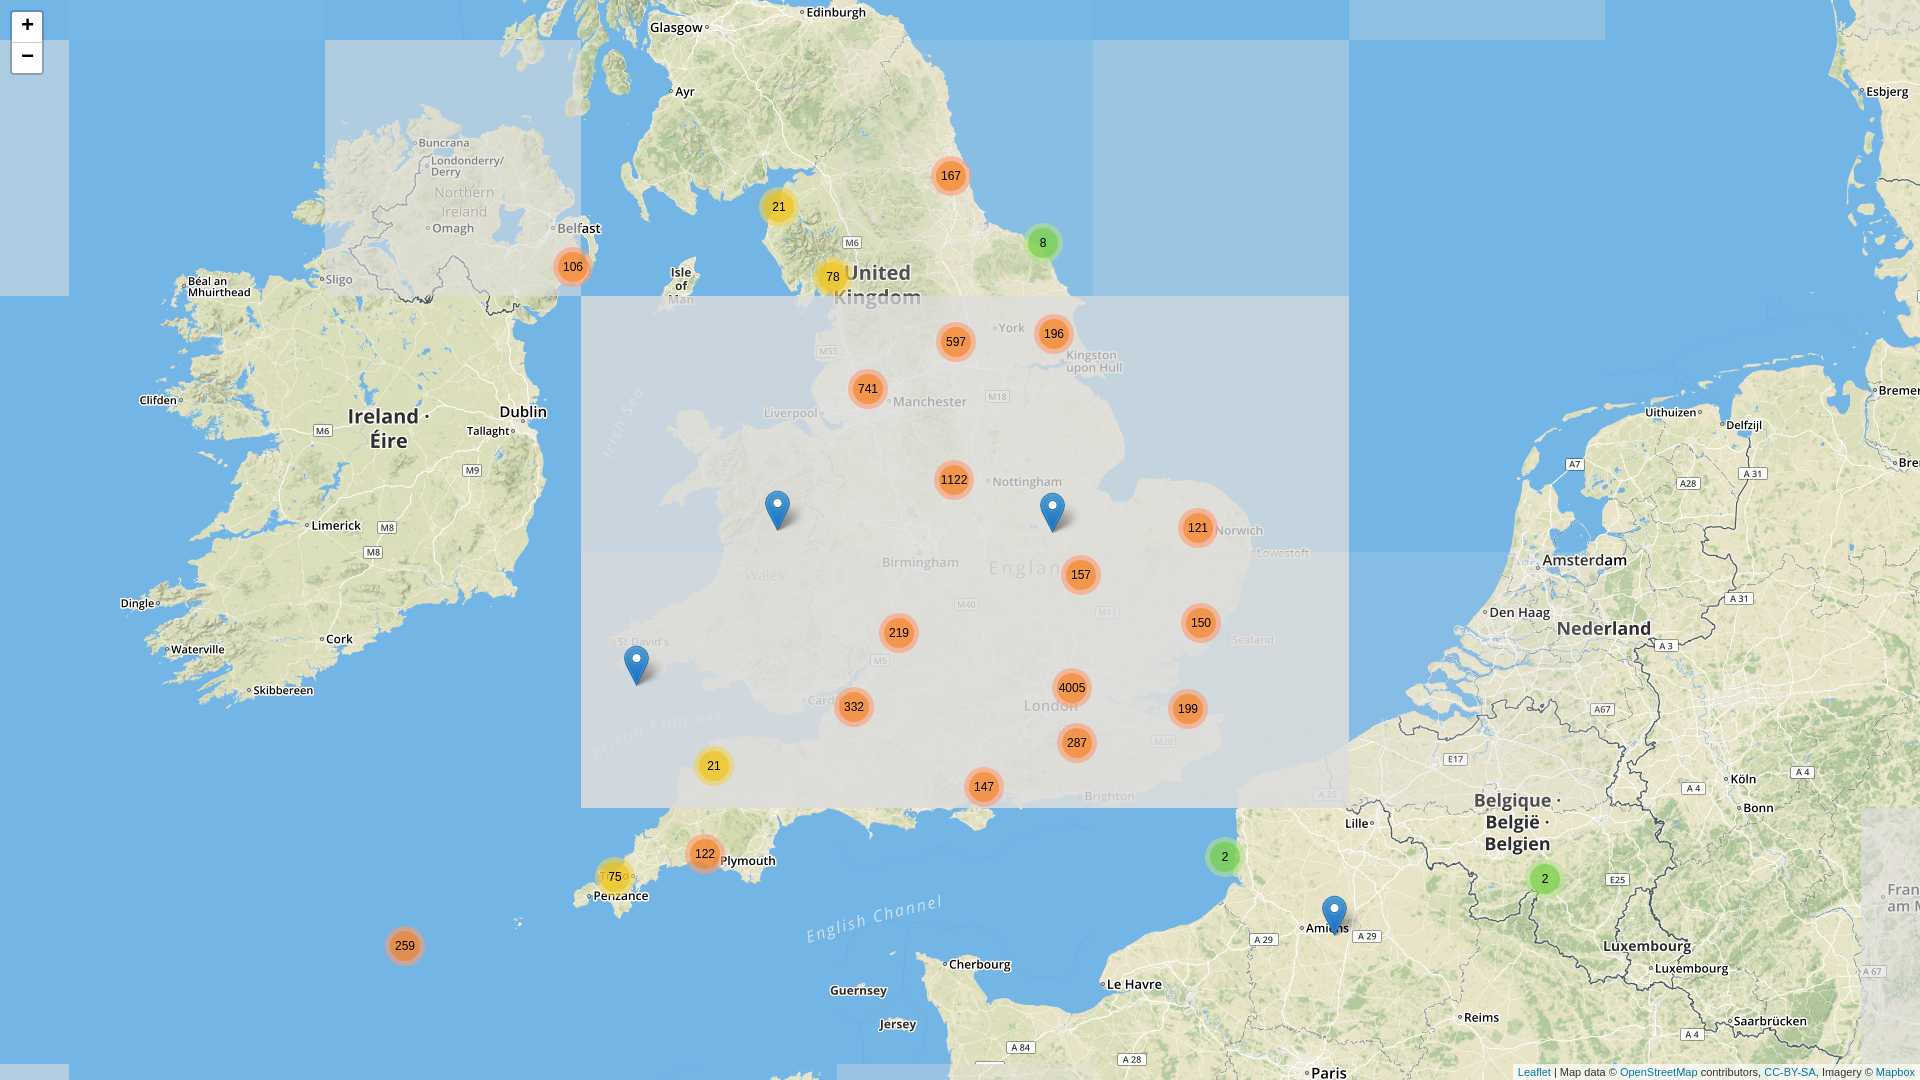 +
−
Edinburgh
Glasgow
Ayr
Esbjerg
Buncrana
Londonderry/
Derry
Northern
Ireland
Omagh
Belfast
Sligo
Béal an
Mhuirthead
167
21
8
106
78
M6
United
Kingdom
Isle
of
Man
York
196
597
Kingston
upon Hull
M55
741
Manchester
M18
Liverpool
Irish Sea
Clifden
Ireland ·
Éire
Dublin
Tallaght
M6
M9
Limerick
M8
M8
Dingle
Cork
Waterville
Skibbereen
1122
Nottingham
121
Norwich
Lowestoft
Birmingham
Wales
157
M40
M11
219
150
Sealand
St David's
M5
4005
London
332
199
287
M20
Bristol Channel
21
147
Brighton
A 25
122
Plymouth
75
Penzance
259
English Channel
Guernsey
Jersey
Cherbourg
Le Havre
2
2
Uithuizen
Delfzijl
Bremer
A7
A 31
A28
Bre
Amsterdam
A 31
Den Haag
Nederland
A 3
A67
E17
Köln
A 4
A 4
Bonn
Belgique ·
België ·
Belgien
Lille
E25
Fran
am M
Amiens
A 29
A 29
Luxembourg
Luxembourg
A 67
Reims
Saarbrücken
A 4
A 84
A 28
Paris
Leaflet | Map data © OpenStreetMap contributors, CC-BY-SA, Imagery © Mapbox